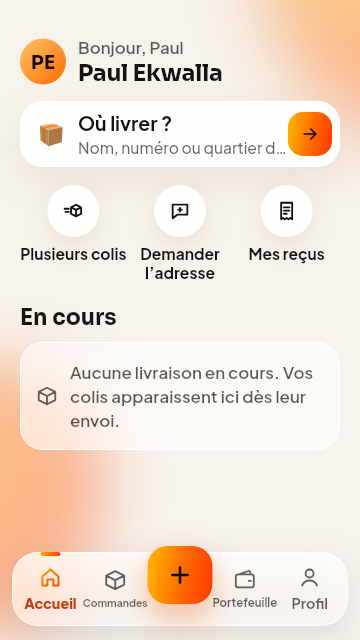 PE
Bonjour, Paul
Paul Ekwalla
Où livrer ?
Nom, numéro ou quartier d…
Plusieurs colis
Demander
l’adresse
Mes reçus
En cours
Aucune livraison en cours. Vos
colis apparaissent ici dès leur
envoi.
Accueil
Commandes
Portefeuille
Profil